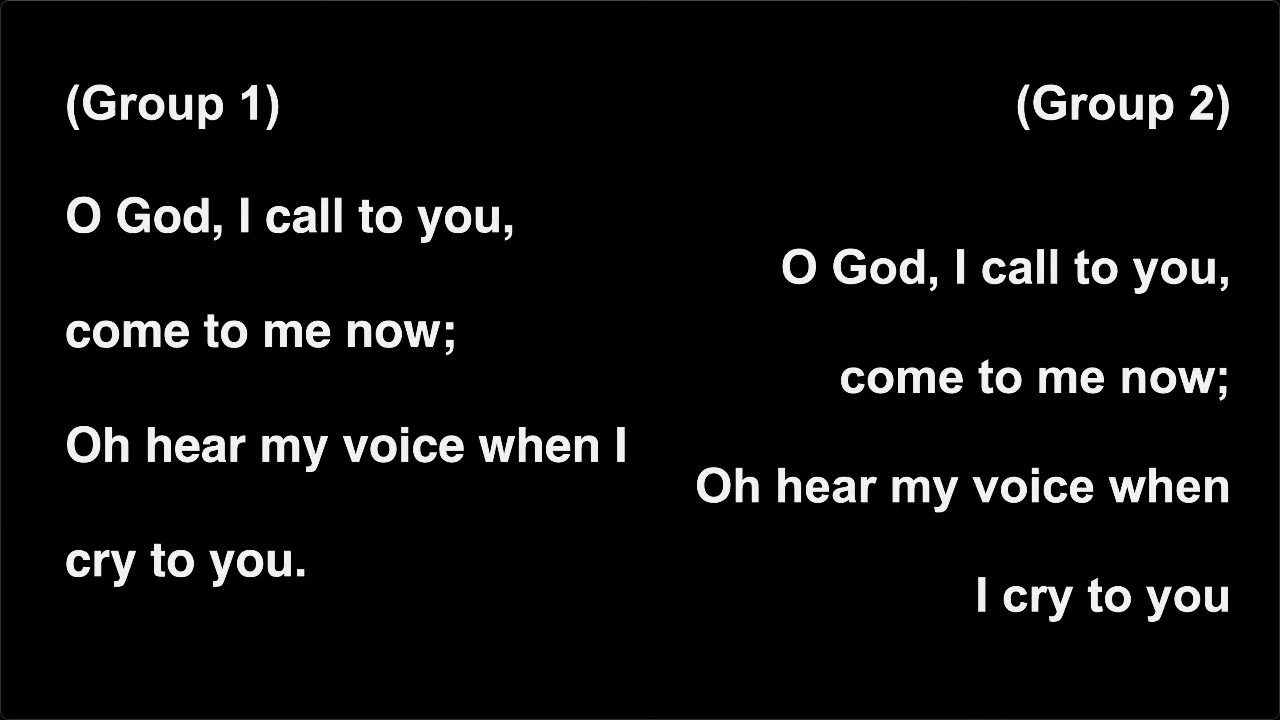 (Group 1)
O God, I call to you,
come to me now;
Oh hear my voice when I
cry to you.
(Group 2)
O God, I call to you,
come to me now;
Oh hear my voice when
I cry to you